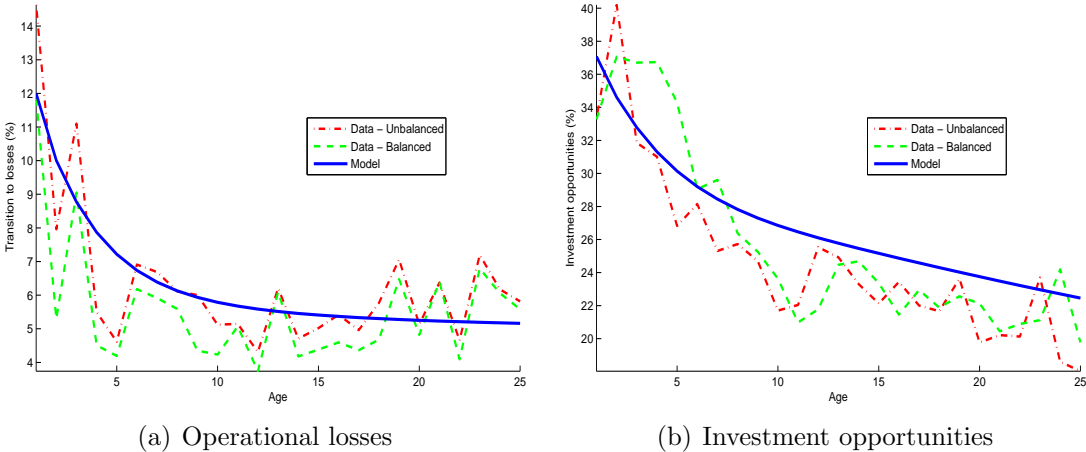 Transition to losses (%)
14
13
12
11
10
9
8
7
6
5
4
5
10
15
20
25
Age
Data - Unbalanced
Data - Balanced
Model
(a) Operational losses
Investment opportunities (%)
40
38
36
34
32
30
28
26
24
22
20
5
10
15
20
25
Age
Data - Unbalanced
Data - Balanced
Model
(b) Investment opportunities